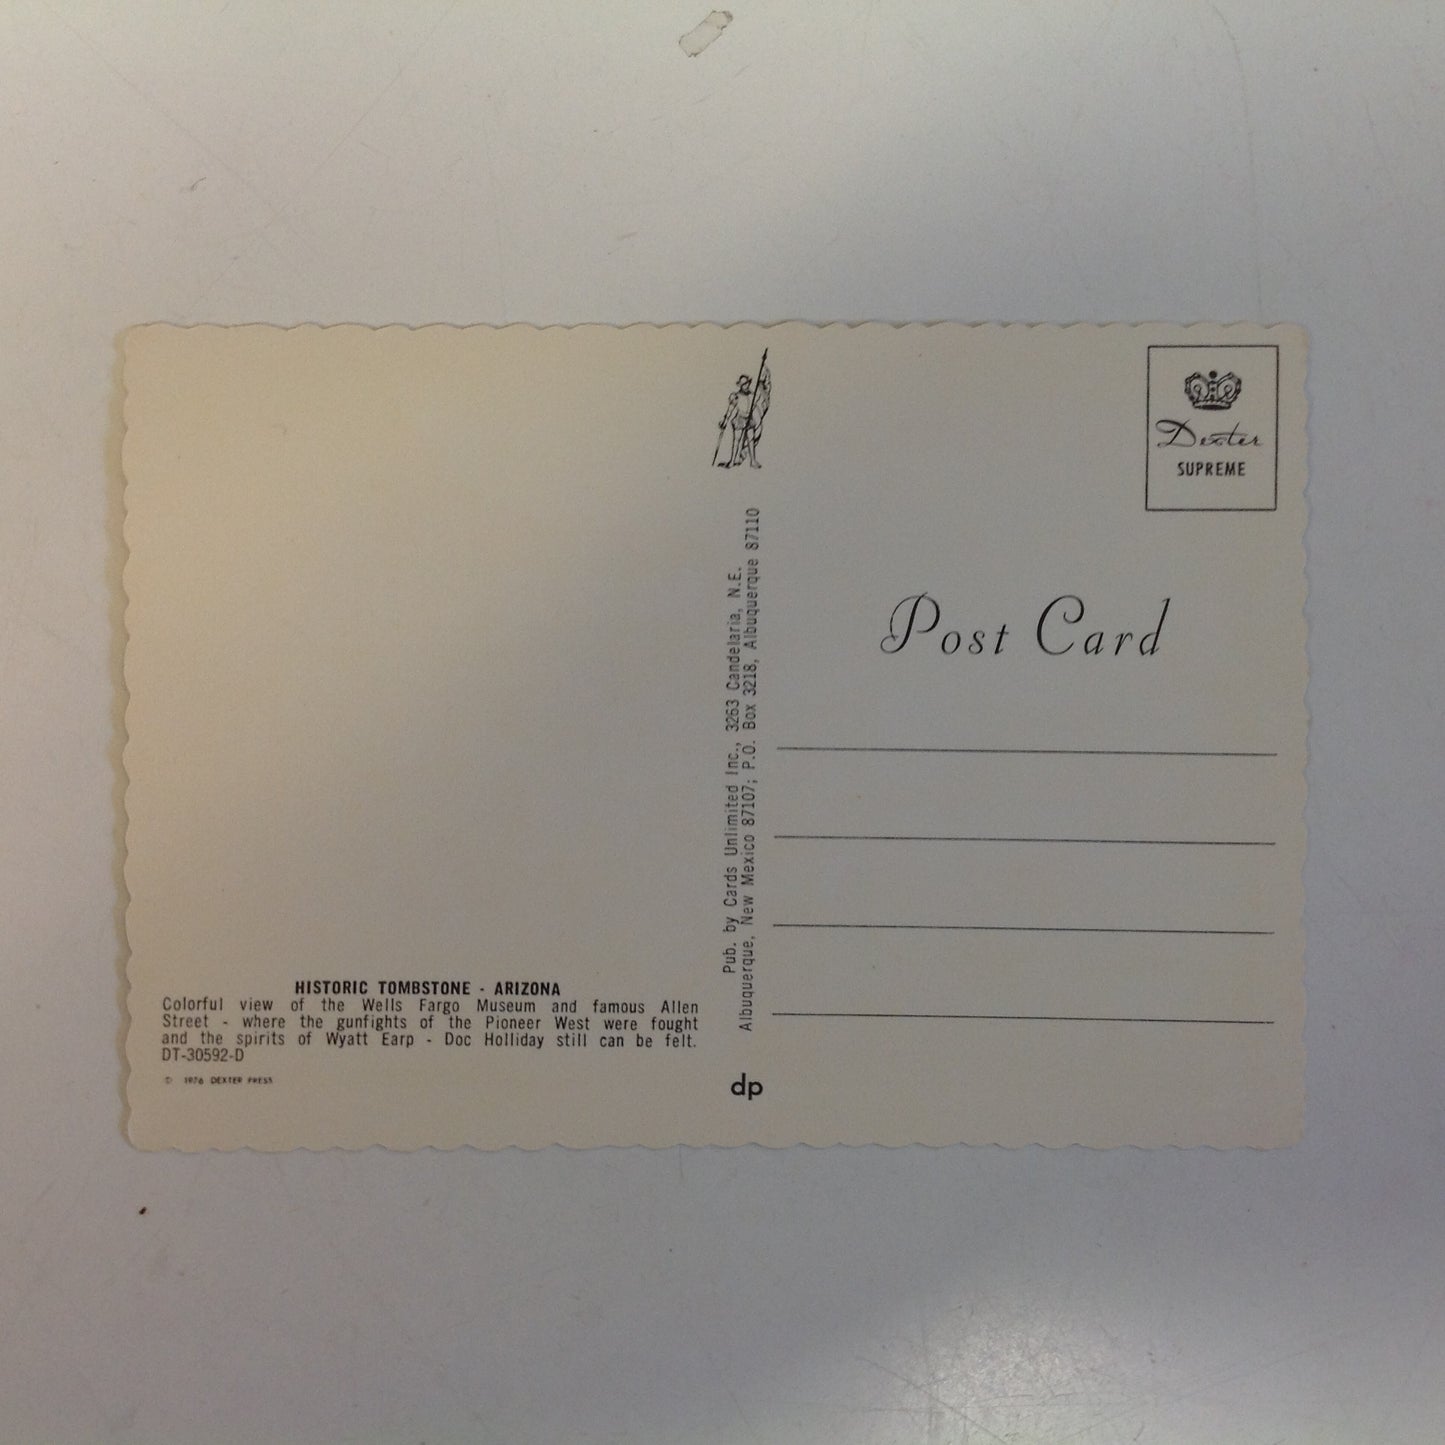 HISTORIC TOMBSTONE - ARIZONA
Colorful view of the Wells Fargo Museum and famous Allen
Street - where the gunfights of the Pioneer West were fought
and the spirits of Wyatt Earp - Doc Holliday still can be felt.
DT-30592-D
© 1976 DEXTER PRESS
Pub. by Cards Unlimited Inc., 3263 Candelaria, N.E.
Albuquerque, New Mexico 87107; P.O. Box 3218, Albuquerque 87110
dp
Dexter
SUPREME
Post Card